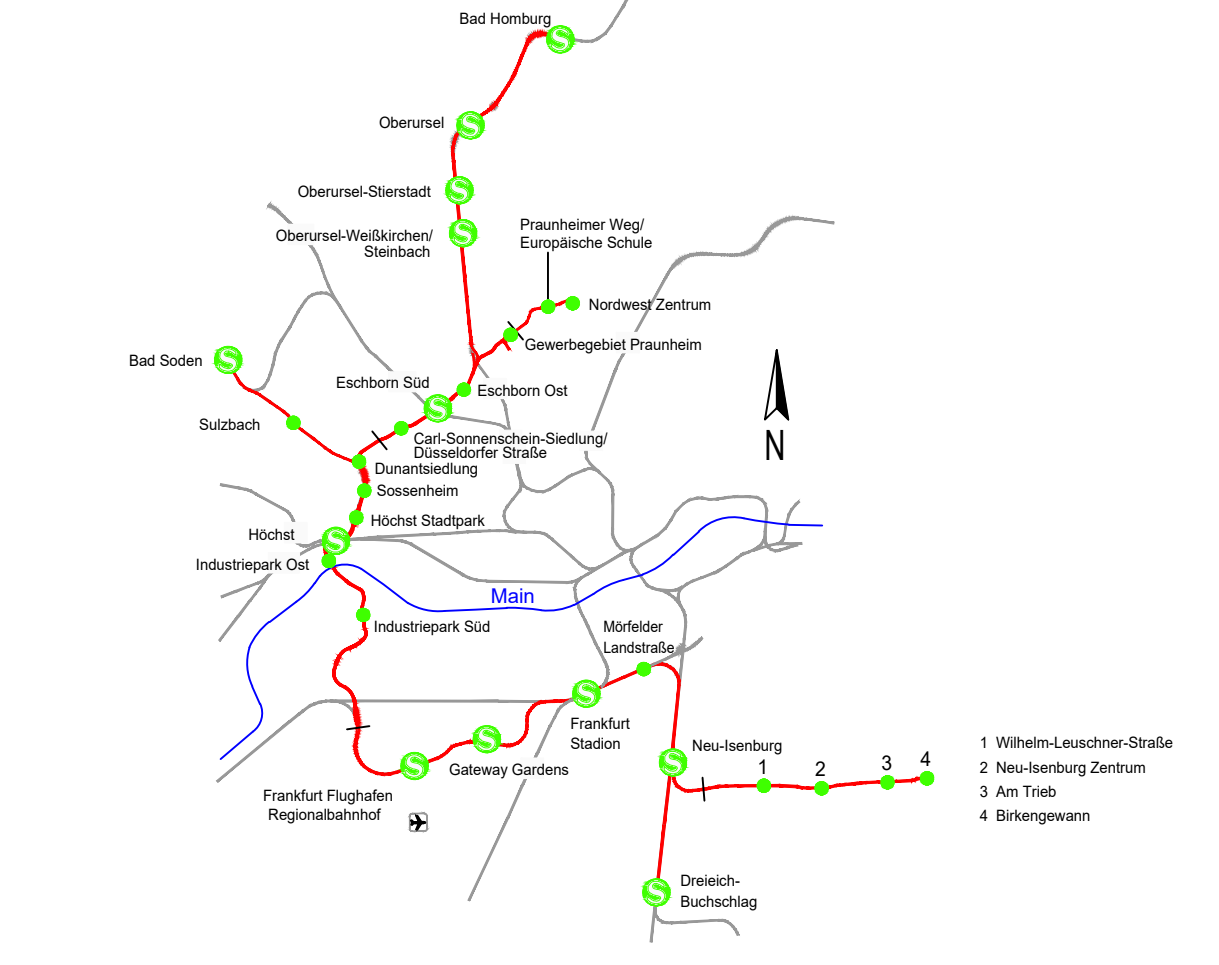 Bad Homburg
Oberursel
Oberursel-Stierstadt
Oberursel-Weißkirchen/
Steinbach
Praunheimer Weg/
Europäische Schule
Nordwest Zentrum
Gewerbegebiet Praunheim
Bad Soden
Eschborn Süd
Eschborn Ost
Sulzbach
Carl-Sonnenschein-Siedlung/
Düsseldorfer Straße
Dunantsiedlung
Sossenheim
Höchst Stadtpark
Höchst
Industriepark Ost
N
Main
Industriepark Süd
Mörfelder
Landstraße
Frankfurt
Stadion
Neu-Isenburg
Gateway Gardens
Frankfurt Flughafen
Regionalbahnhof
1
2
3
4
1 Wilhelm-Leuschner-Straße
2 Neu-Isenburg Zentrum
3 Am Trieb
4 Birkengewann
Dreieich-
Buchschlag
S
S
S
S
S
S
S
S
S
S
S
S